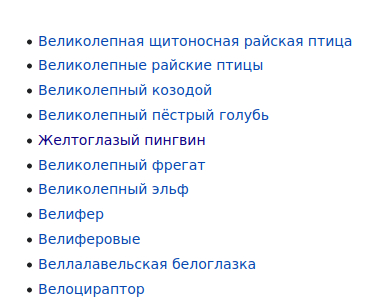 Великолепная щитоносная райская птица
Великолепные райские птицы
Великолепный козодой
Великолепный пёстрый голубь
Желтоглазый пингвин
Великолепный фрегат
Великолепный эльф
Велифер
Велиферовые
Веллалавельская белоглазка
Велоцираптор